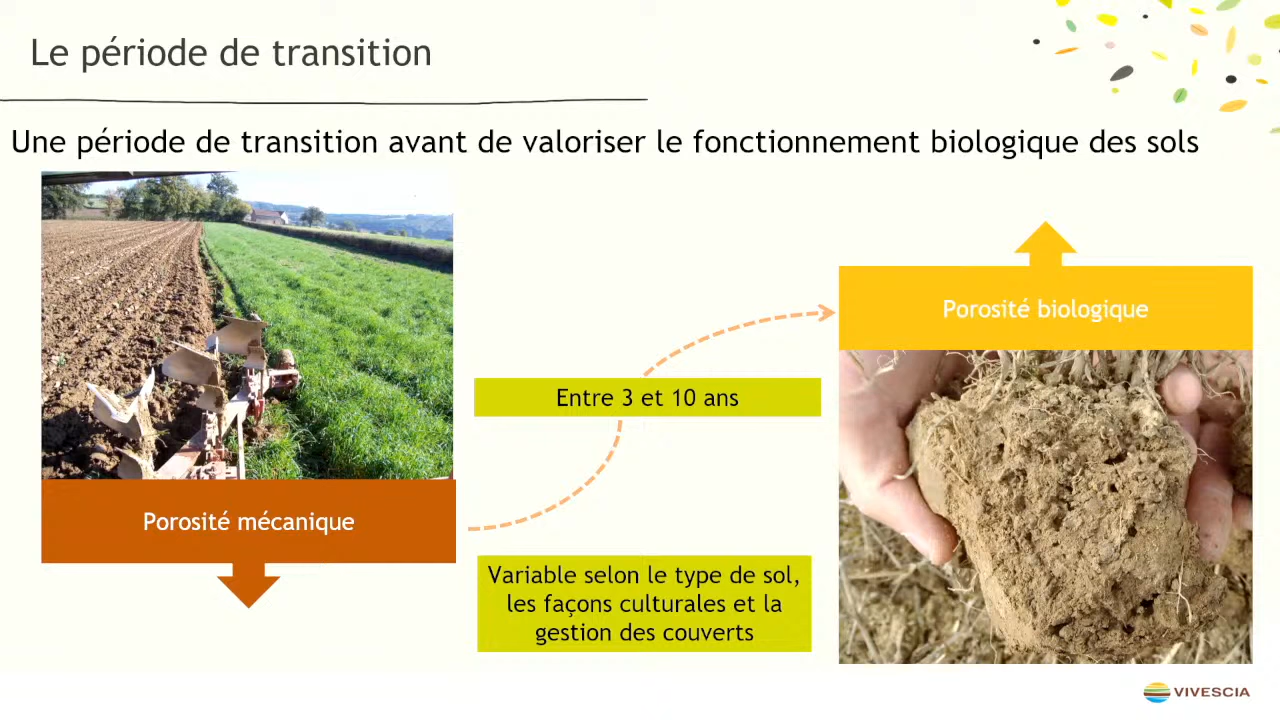 Le période de transition
Une période de transition avant de valoriser le fonctionnement biologique des sols
Porosité biologique
Entre 3 et 10 ans
Porosité mécanique
Variable selon le type de sol,
les façons culturales et la
gestion des couverts
VIVESCIA